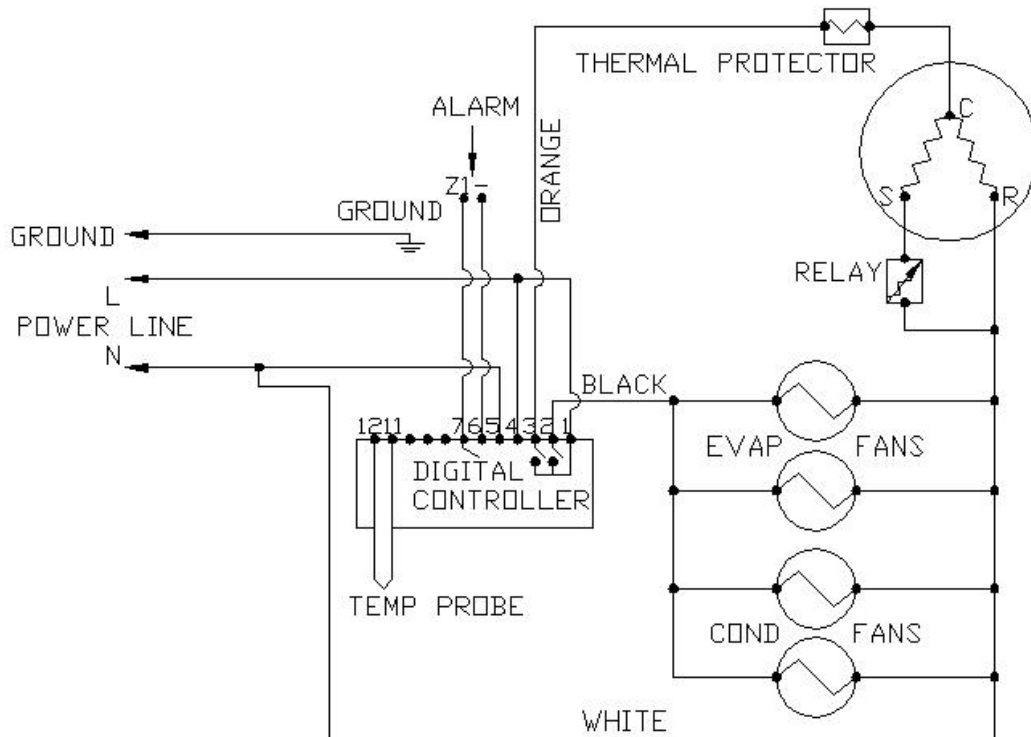 THERMAL PROTECTOR
ALARM
ORANGE
C
Z1-
S R
GROUND
GROUND
RELAY
L
POWER LINE
N
BLACK
1211 7654321
EVAP FANS
DIGITAL
CONTROLLER
TEMP PROBE
COND FANS
WHITE